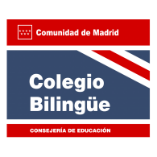 Comunidad de Madrid
Colegio
Bilingüe
CONSEJERÍA DE EDUCACIÓN